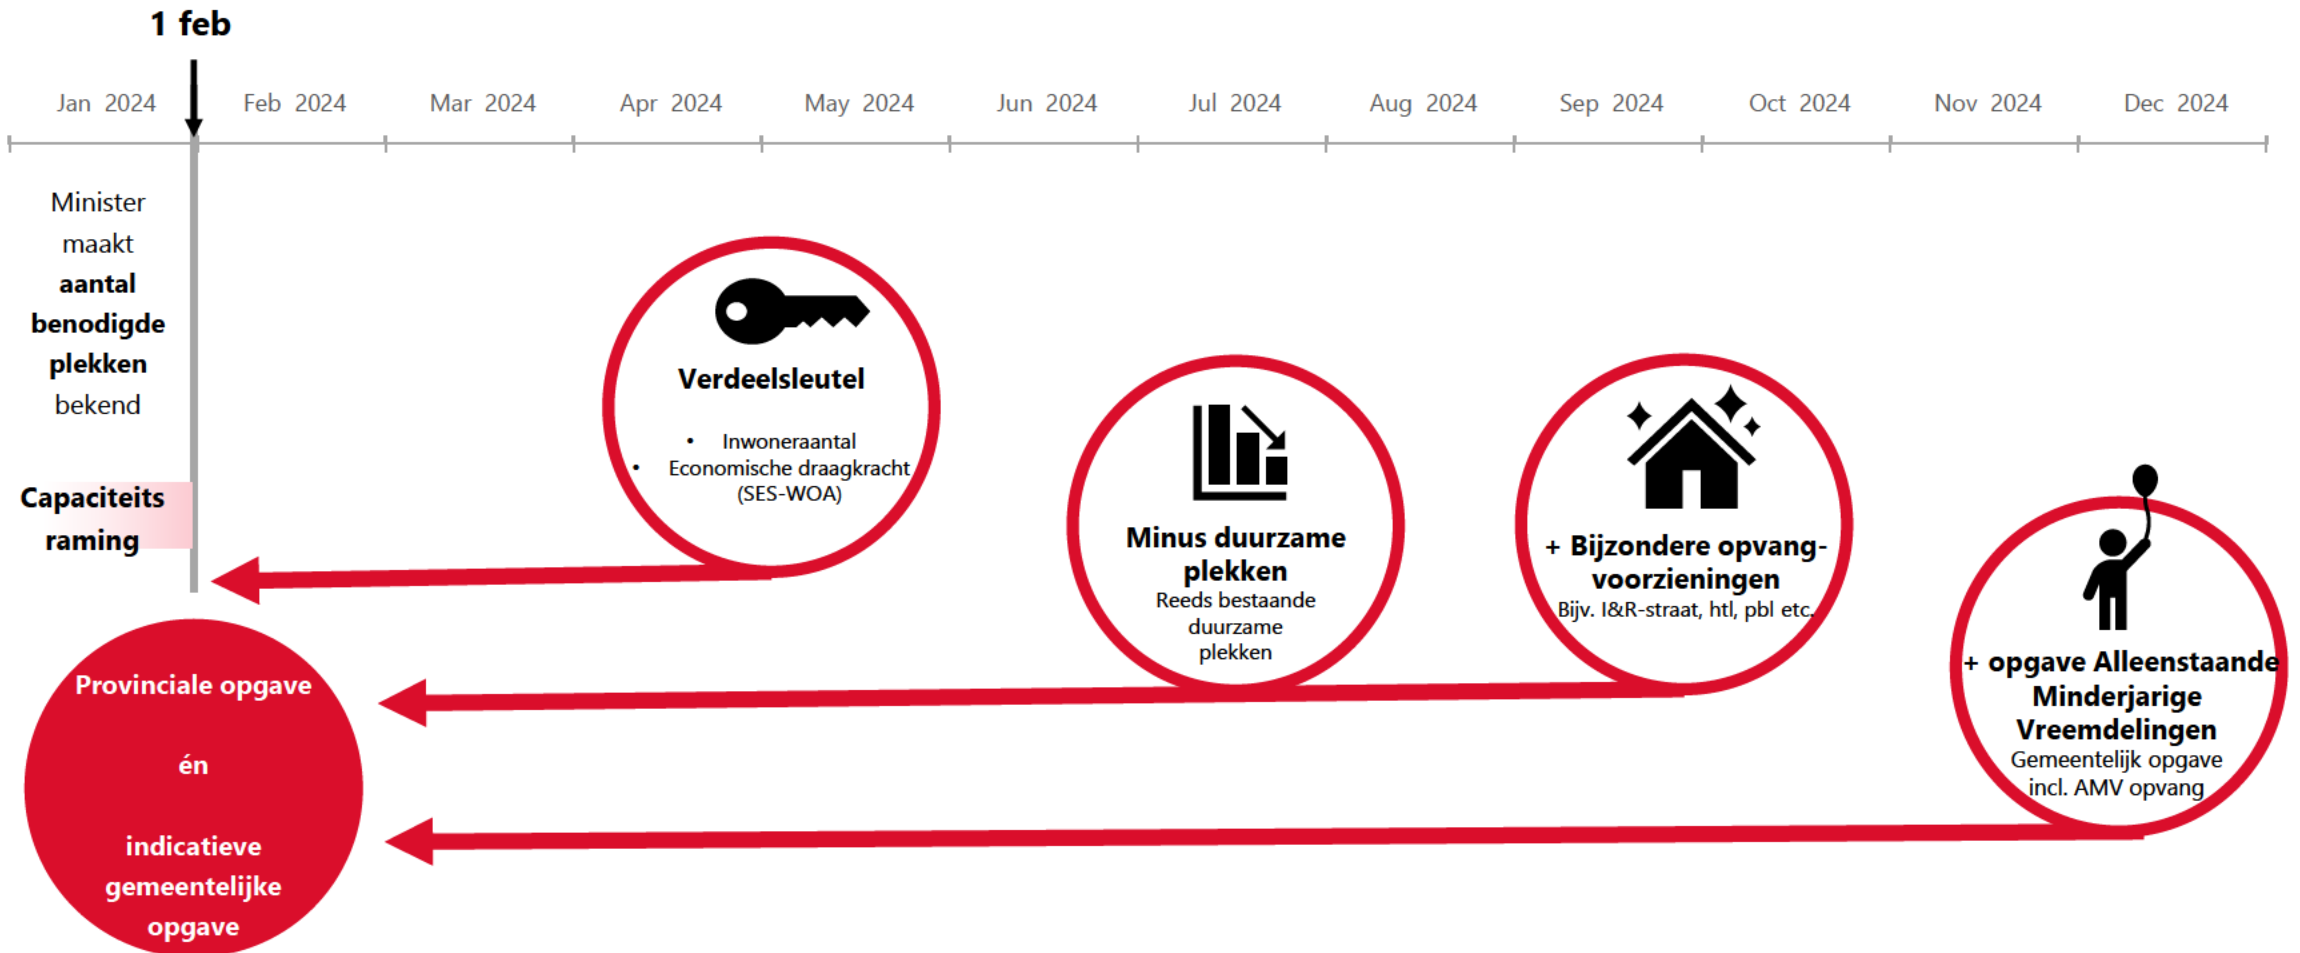 1 feb
Jan 2024
Feb 2024
Mar 2024
Apr 2024
May 2024
Jun 2024
Jul 2024
Aug 2024
Sep 2024
Oct 2024
Nov 2024
Dec 2024
Minister
maakt
aantal
benodigde
plekken
bekend
Capaciteits
raming
Provinciale opgave
én
indicatieve
gemeentelijke
opgave
Verdeelsleutel
• Inwoneraantal
• Economische draagkracht
(SES-WOA)
Minus duurzame
plekken
Reeds bestaande
duurzame
plekken
+ Bijzondere opvang-
voorzieningen
Bijv. I&R-straat, htl, pbl etc.
+ opgave Alleenstaande
Minderjarige
Vreemdelingen
Gemeentelijk opgave
incl. AMV opvang